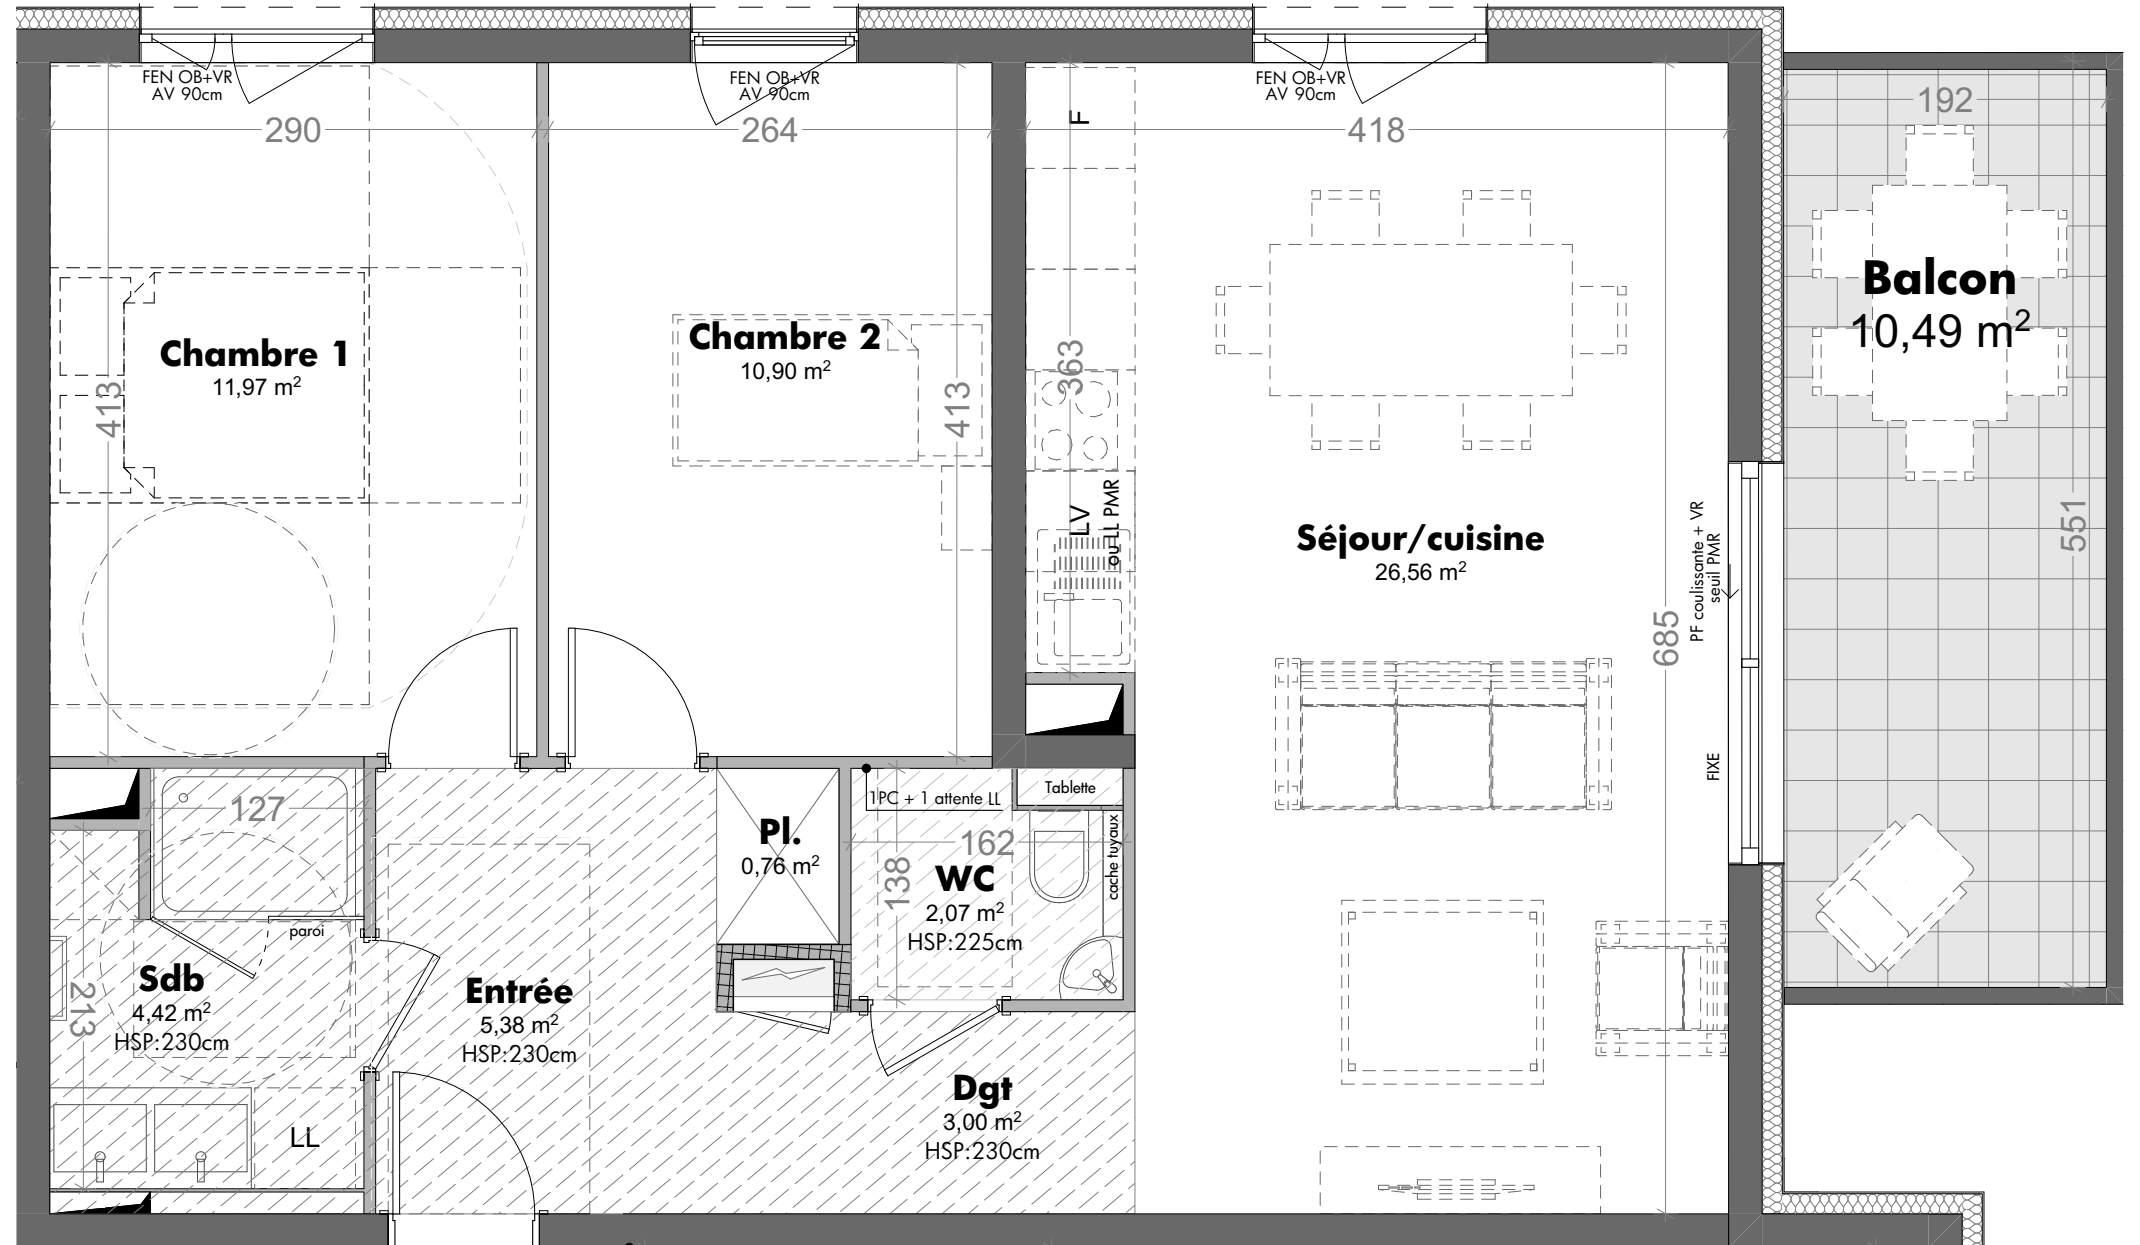 FEN OB+VR
AV 90cm
FEN OB+VR
AV 90cm
FEN OB+VR
AV 90cm
290
264
418
192
F
Chambre 1
11,97 m²
413
Chambre 2
10,90 m²
413
363
LV
ou LL PMR
Séjour/cuisine
26,56 m²
685
PF coulissante + VR
seuil PMR
FIXE
Balcon
10,49 m²
551
127
paroi
Sdb
4,42 m²
HSP:230cm
213
LL
Entrée
5,38 m²
HSP:230cm
Pl.
0,76 m²
1PC + 1 attente LL
Tablette
162
138
cache tuyaux
WC
2,07 m²
HSP:225cm
Dgt
3,00 m²
HSP:230cm